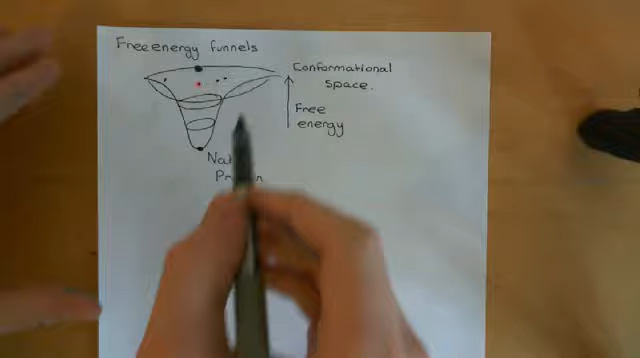 Free energy funnels
Conformational
space.
Free
energy